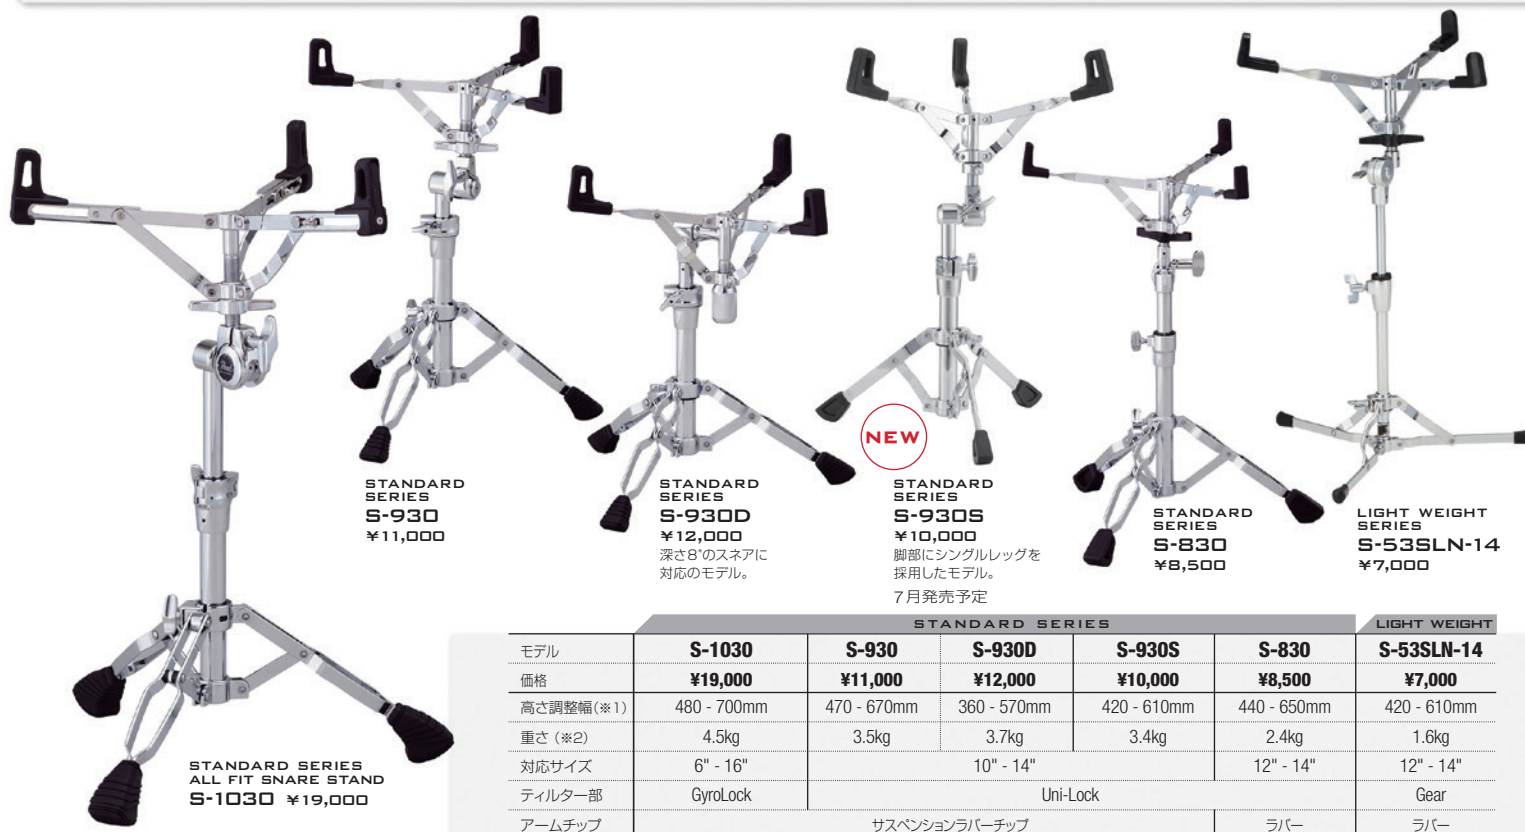 STANDARD
SERIES
S-930
¥11,000
STANDARD
SERIES
S-930D
¥12,000
深さ8"のスネアに
対応のモデル。
NEW
STANDARD
SERIES
S-930S
¥10,000
脚部にシングルレッグを
採用したモデル。
7月発売予定
STANDARD
SERIES
S-830
¥8,500
LIGHT WEIGHT
SERIES
S-53SLN-14
¥7,000
STANDARD SERIES
ALL FIT SNARE STAND
S-1030 ¥19,000
STANDARD SERIES LIGHT WEIGHT
モデル S-1030 S-930 S-930D S-930S S-830 S-53SLN-14
価格 ¥19,000 ¥11,000 ¥12,000 ¥10,000 ¥8,500 ¥7,000
高さ調整幅(※1) 480 - 700mm 470 - 670mm 360 - 570mm 420 - 610mm 440 - 650mm 420 - 610mm
重さ (※2) 4.5kg 3.5kg 3.7kg 3.4kg 2.4kg 1.6kg
対応サイズ 6" - 16" 10" - 14" 12" - 14" 12" - 14"
ティルター部 GyroLock Uni-Lock Gear
アームチップ サスペンションラバーチップ ラバー ラバー